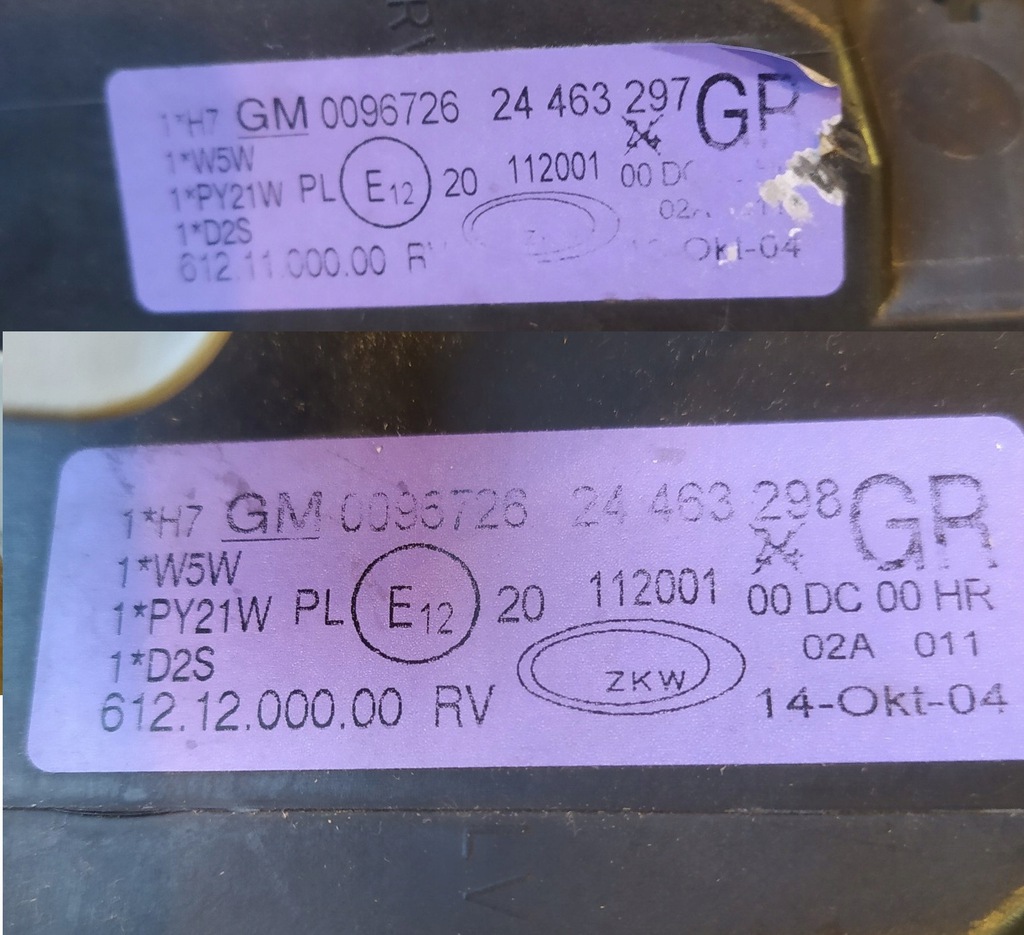 1*H7 GM 0096726 24 463 297 GR
1*W5W
1*PY21W PL E12 20 112001 00 DC
1*D2S 02A
612.11.000.00 RV Okt-04
1*H7 GM 0096726 24 463 298 GR
1*W5W
1*PY21W PL E12 20 112001 00 DC 00 HR
1*D2S ZKW 02A 011
612.12.000.00 RV 14-Okt-04